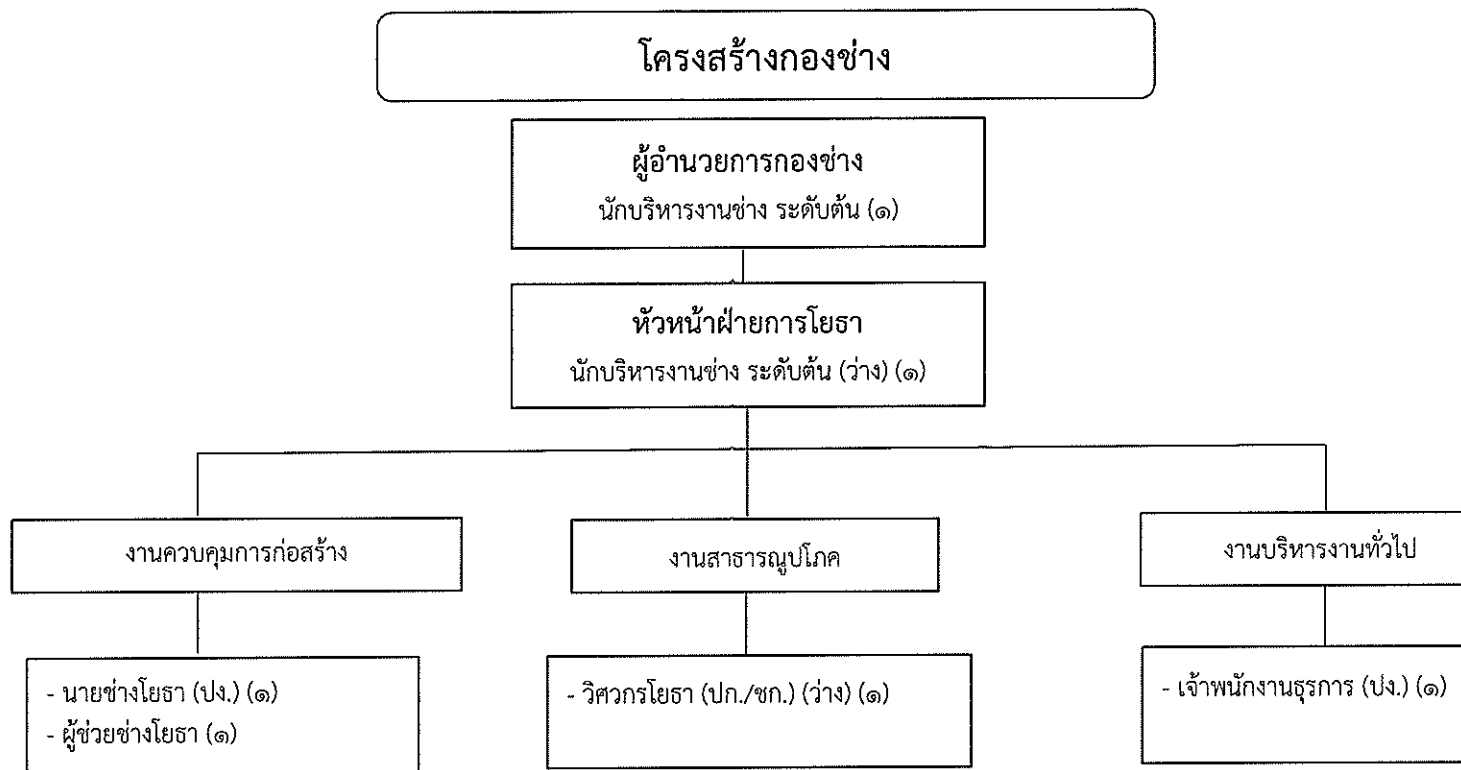 โครงสร้างกองช่าง
ผู้อำนวยการกองช่าง
นักบริหารงานช่าง ระดับต้น (๑)
หัวหน้าฝ่ายการโยธา
นักบริหารงานช่าง ระดับต้น (ว่าง) (๑)
งานควบคุมการก่อสร้าง
งานสาธารณูปโภค
งานบริหารงานทั่วไป
- นายช่างโยธา (ปง.) (๑)
- ผู้ช่วยช่างโยธา (๑)
- วิศวกรโยธา (ปก./ชก.) (ว่าง) (๑)
- เจ้าพนักงานธุรการ (ปง.) (๑)